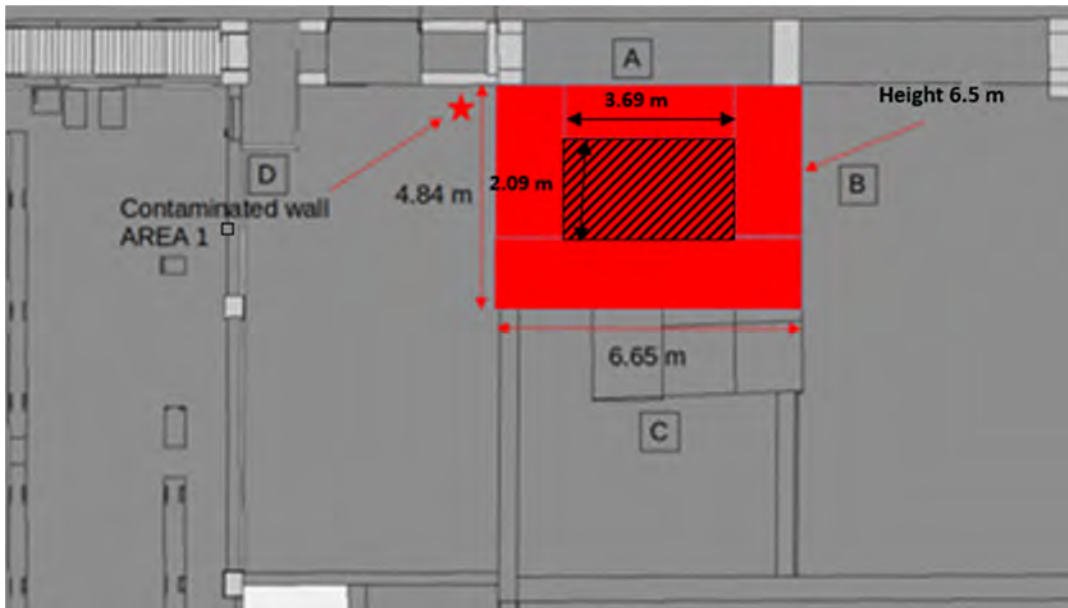 A
3.69 m
Height 6.5 m
D
2.09 m
B
4.84 m
Contaminated wall
AREA 1
6.65 m
C